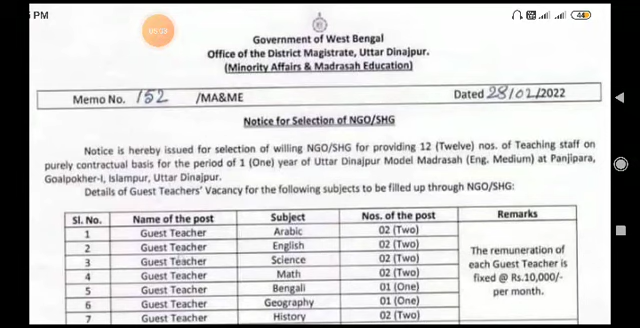 PM
44
00:03
Government of West Bengal
Office of the District Magistrate, Uttar Dinajpur.
(Minority Affairs & Madrasah Education)
Memo No. 152 /MA&ME Dated 28/02/2022
Notice for Selection of NGO/SHG
Notice is hereby issued for selection of willing NGO/SHG for providing 12 (Twelve) nos. of Teaching staff on
purely contractual basis for the period of 1 (One) year of Uttar Dinajpur Model Madrasah (Eng. Medium) at Panjipara,
Goalpokher-I, Islampur, Uttar Dinajpur.
Details of Guest Teachers' Vacancy for the following subjects to be filled up through NGO/SHG:
Sl. No. Name of the post Subject Nos. of the post Remarks
1 Guest Teacher Arabic 02 (Two)
2 Guest Teacher English 02 (Two)
3 Guest Teacher Science 02 (Two)
4 Guest Teacher Math 02 (Two)
5 Guest Teacher Bengali 01 (One)
6 Guest Teacher Geography 01 (One)
7 Guest Teacher History 02 (Two)
The remuneration of
each Guest Teacher is
fixed @ Rs.10,000/-
per month.